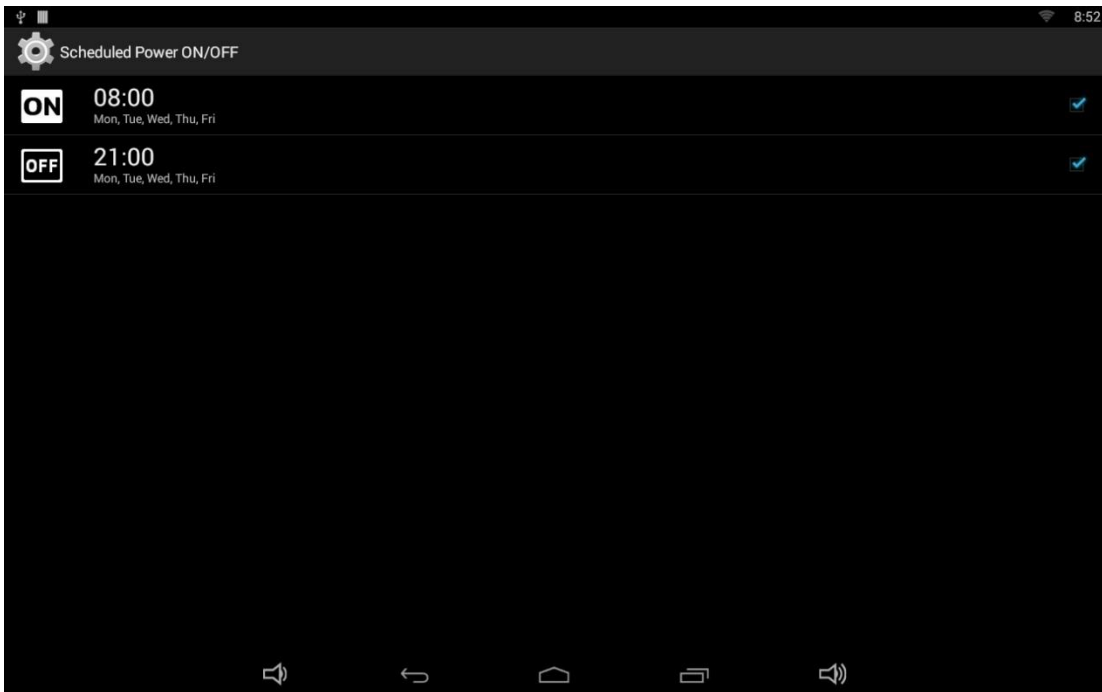 8:52
Scheduled Power ON/OFF
ON
08:00
Mon, Tue, Wed, Thu, Fri
OFF
21:00
Mon, Tue, Wed, Thu, Fri